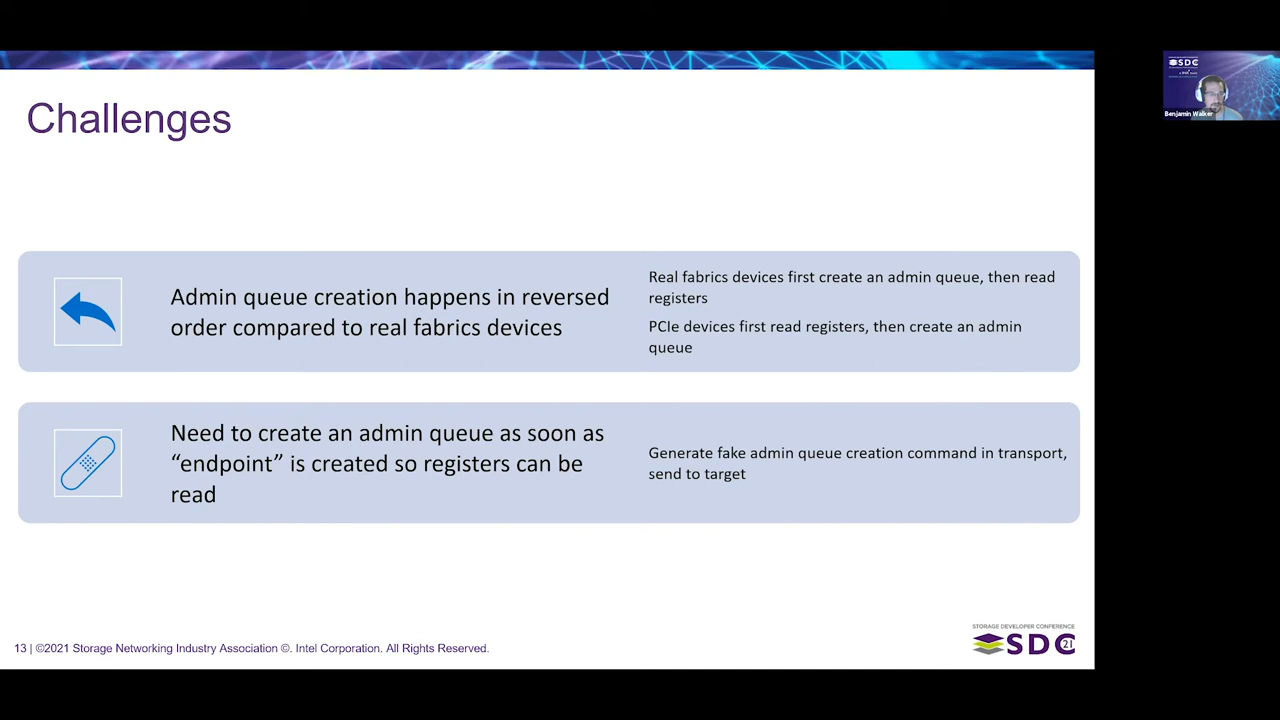 Challenges
Admin queue creation happens in reversed
order compared to real fabrics devices
Real fabrics devices first create an admin queue, then read
registers
PCIe devices first read registers, then create an admin
queue
Need to create an admin queue as soon as
“endpoint” is created so registers can be
read
Generate fake admin queue creation command in transport,
send to target
13 | ©2021 Storage Networking Industry Association ©. Intel Corporation. All Rights Reserved.
STORAGE DEVELOPER CONFERENCE
SDC
21
SDC
Benjamin Walker